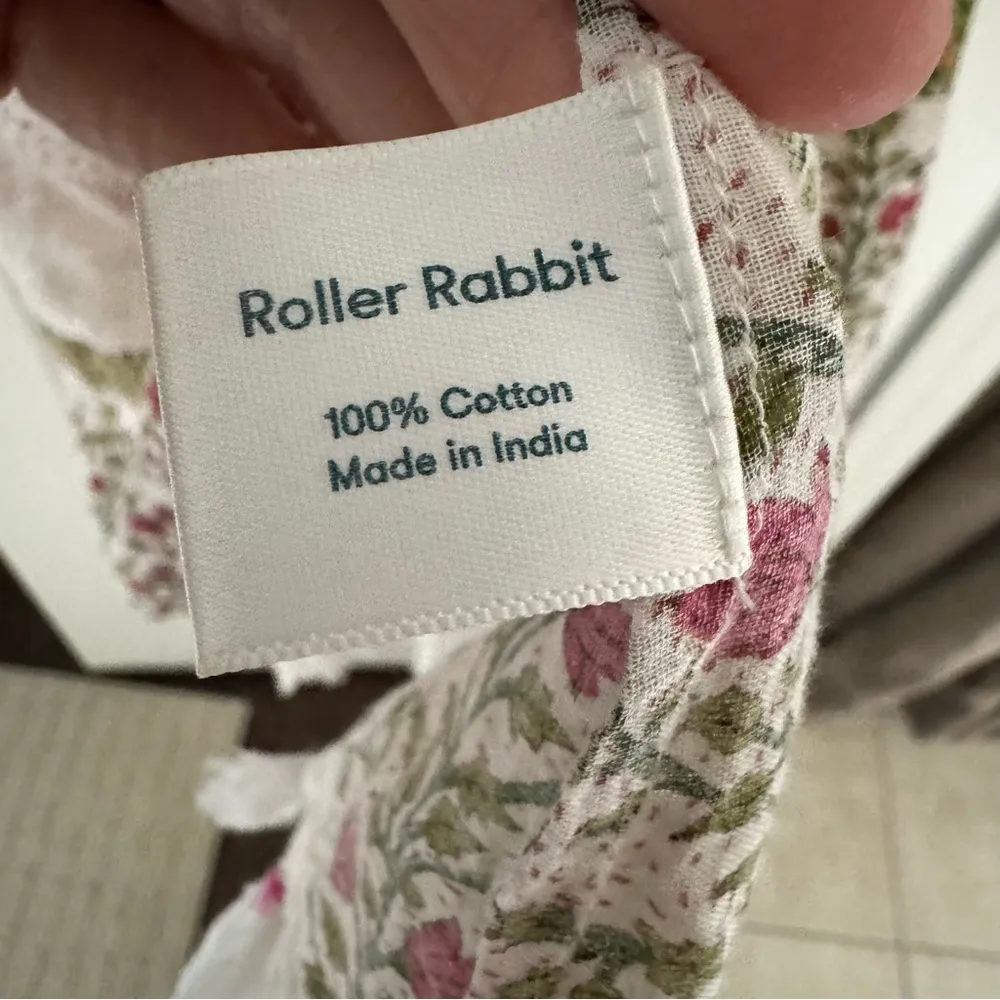 Roller Rabbit
100% Cotton
Made in India